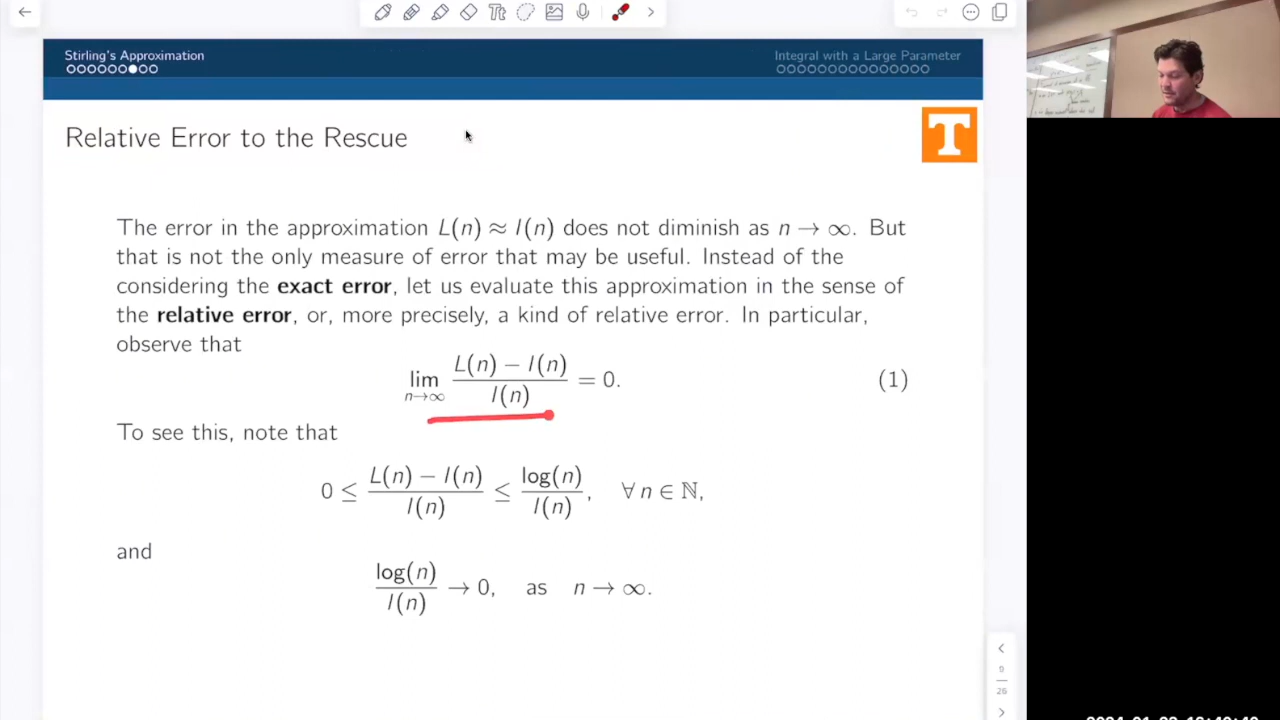 Stirling's Approximation
Integral with a Large Parameter
Relative Error to the Rescue
T
The error in the approximation L(n) ≈ I(n) does not diminish as n → ∞. But
that is not the only measure of error that may be useful. Instead of the
considering the exact error, let us evaluate this approximation in the sense of
the relative error, or, more precisely, a kind of relative error. In particular,
observe that
lim_{n→∞} (L(n) − I(n)) / I(n) = 0. (1)
To see this, note that
0 ≤ (L(n) − I(n)) / I(n) ≤ log(n) / I(n), ∀ n ∈ ℕ,
and
log(n) / I(n) → 0, as n → ∞.
9
26